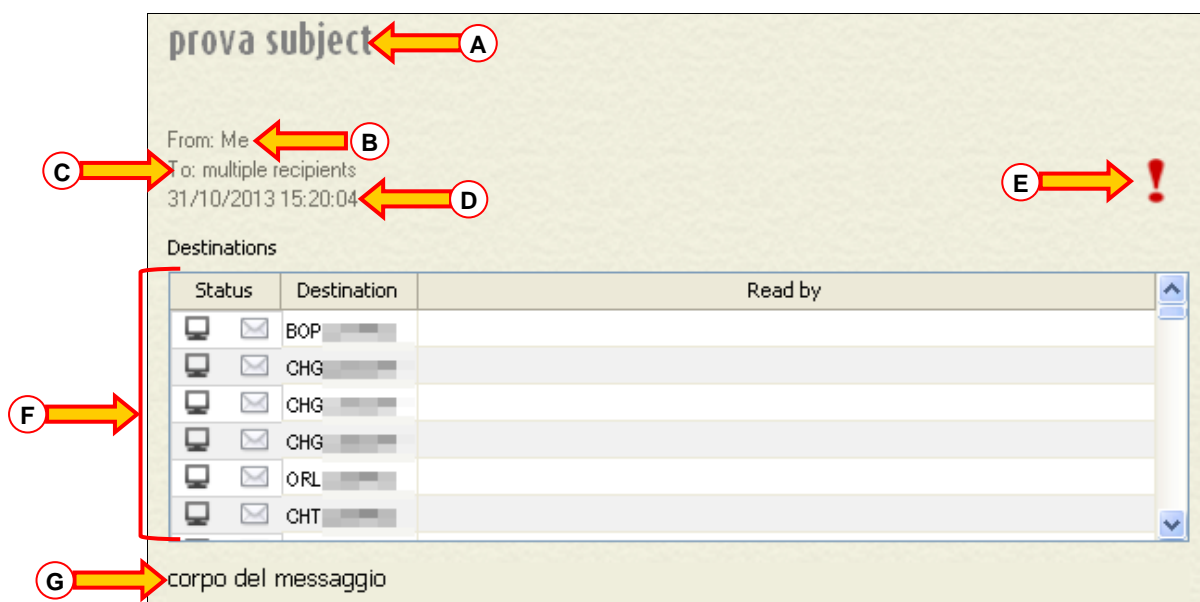 prova subject A
From: Me B
C To: multiple recipients
E
31/10/2013 15:20:04 D
Destinations
Status Destination Read by
BOP
CHG
CHG
F CHG
ORL
CHT
G corpo del messaggio